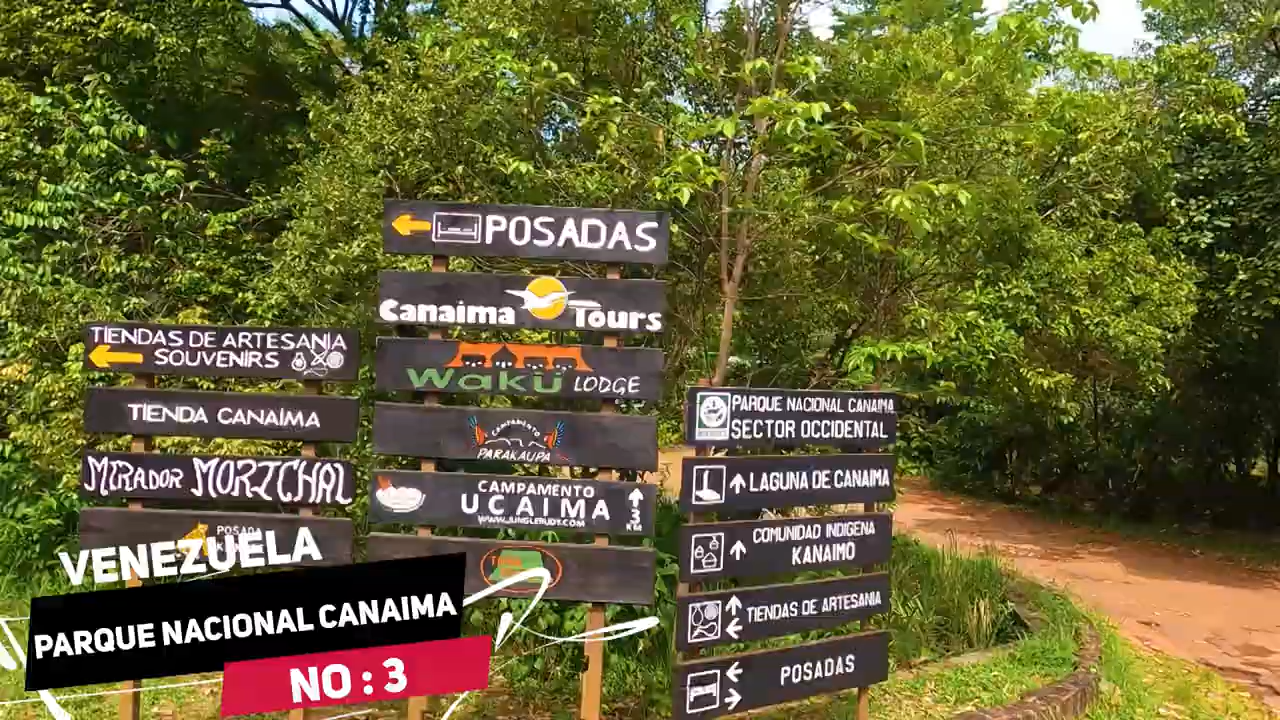 TIENDAS DE ARTESANIA
SOUVENIRS
TIENDA CANAIMA
MIRADOR MORICHAL
POSADA
POSADAS
Canaima Tours
Wakü LODGE
CAMPAMENTO
PARAKAUPA
CAMPAMENTO
UCAIMA
WWW.JUNGLERUDY.COM
3
KM
PARQUE NACIONAL CANAIMA
SECTOR OCCIDENTAL
LAGUNA DE CANAIMA
COMUNIDAD INDIGENA
KANAIMÖ
TIENDAS DE ARTESANIA
POSADAS
VENEZUELA
PARQUE NACIONAL CANAIMA
NO : 3